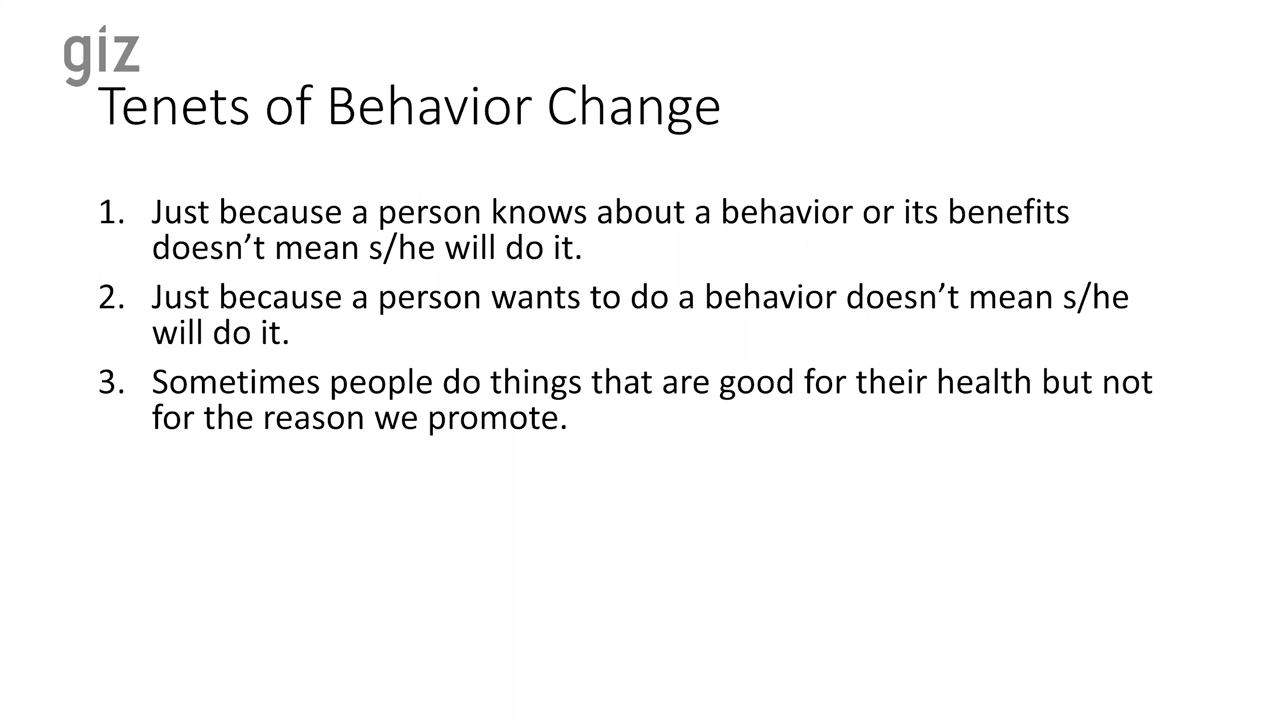 giz
Tenets of Behavior Change
1. Just because a person knows about a behavior or its benefits
doesn’t mean s/he will do it.
2. Just because a person wants to do a behavior doesn’t mean s/he
will do it.
3. Sometimes people do things that are good for their health but not
for the reason we promote.